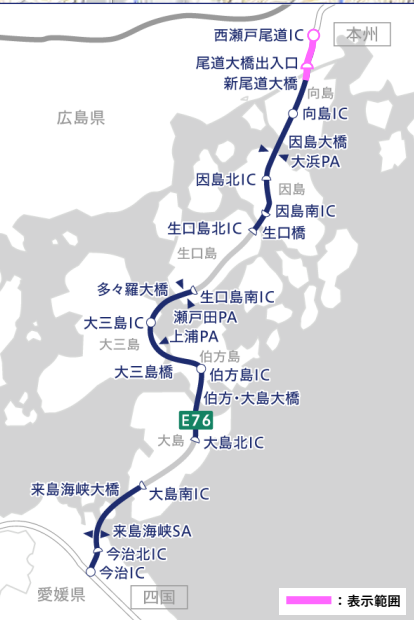 西瀬戸尾道IC
本州
尾道大橋出入口
新尾道大橋
向島
向島IC
広島県
因島大橋
大浜PA
因島北IC
因島
因島南IC
生口島北IC
生口橋
生口島
多々羅大橋
生口島南IC
瀬戸田PA
大三島IC
上浦PA
大三島
伯方島
大三島橋
伯方島IC
伯方・大島大橋
E76
大島
大島北IC
来島海峡大橋
大島南IC
来島海峡SA
今治北IC
今治IC
愛媛県
四国
：表示範囲